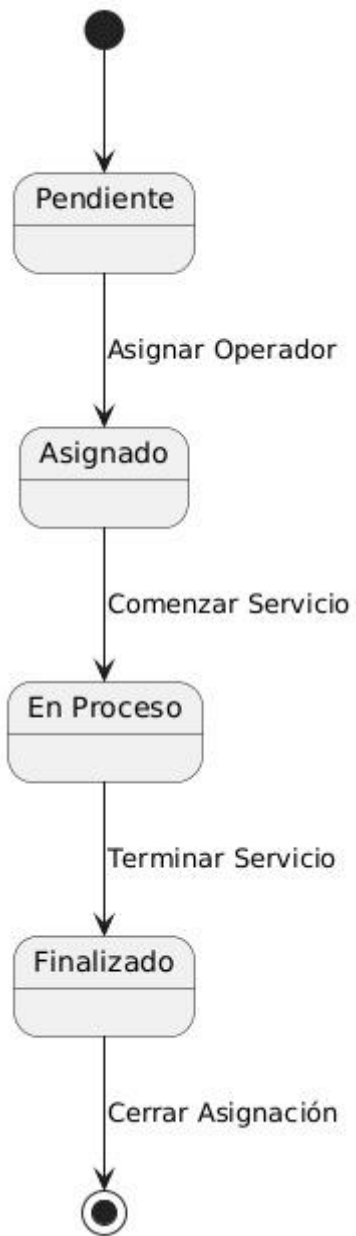 Pendiente
Asignar Operador
Asignado
Comenzar Servicio
En Proceso
Terminar Servicio
Finalizado
Cerrar Asignación